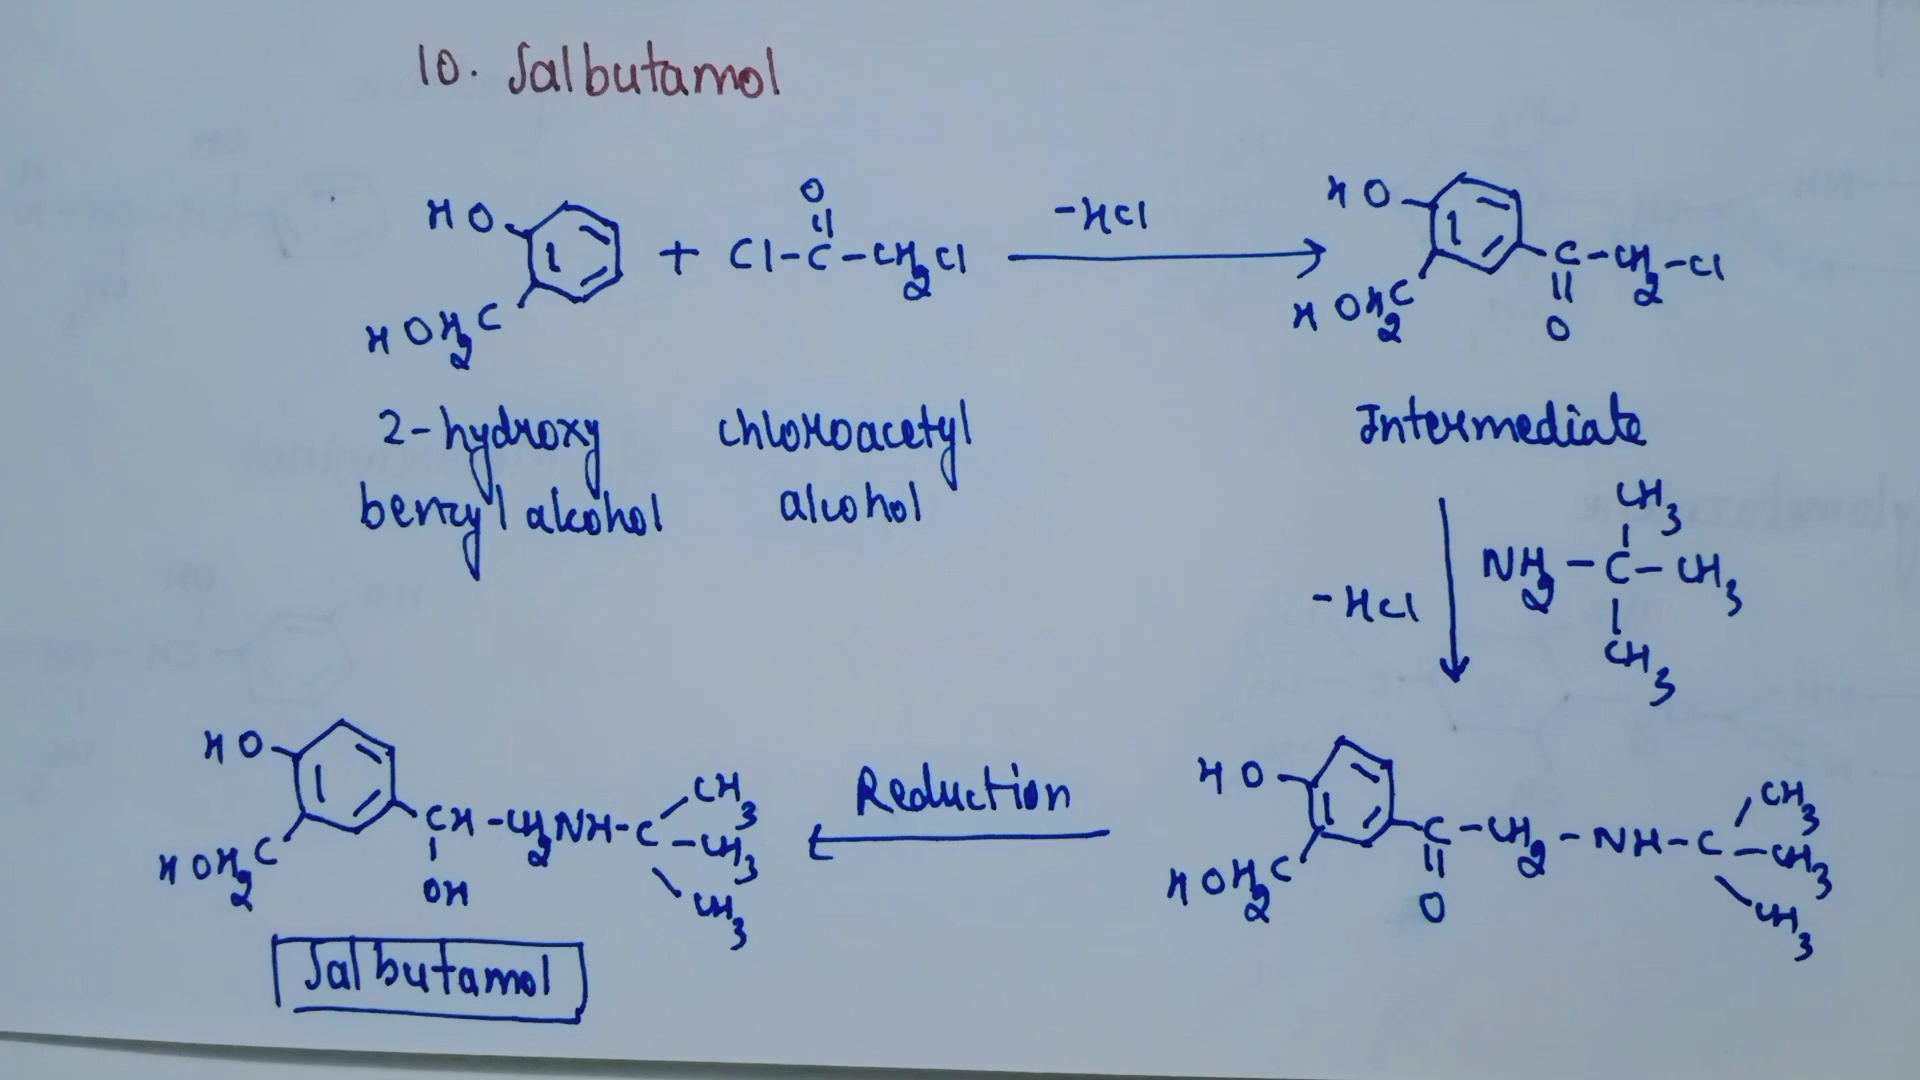 10. Salbutamol
HO
HOH₂C
+
O
Cl-C-CH₂Cl
-HCl
HO
HOH₂C
C-CH₂-Cl
O
2-hydroxy
benzyl alcohol
chloroacetyl
alcohol
Intermediate
-HCl
CH₃
NH₂-C-CH₃
CH₃
HO
HOH₂C
C-CH₂-NH-C
O
CH₃
-CH₃
CH₃
Reduction
HO
HOH₂C
CH-CH₂NH-C
OH
CH₃
-CH₃
CH₃
Salbutamol